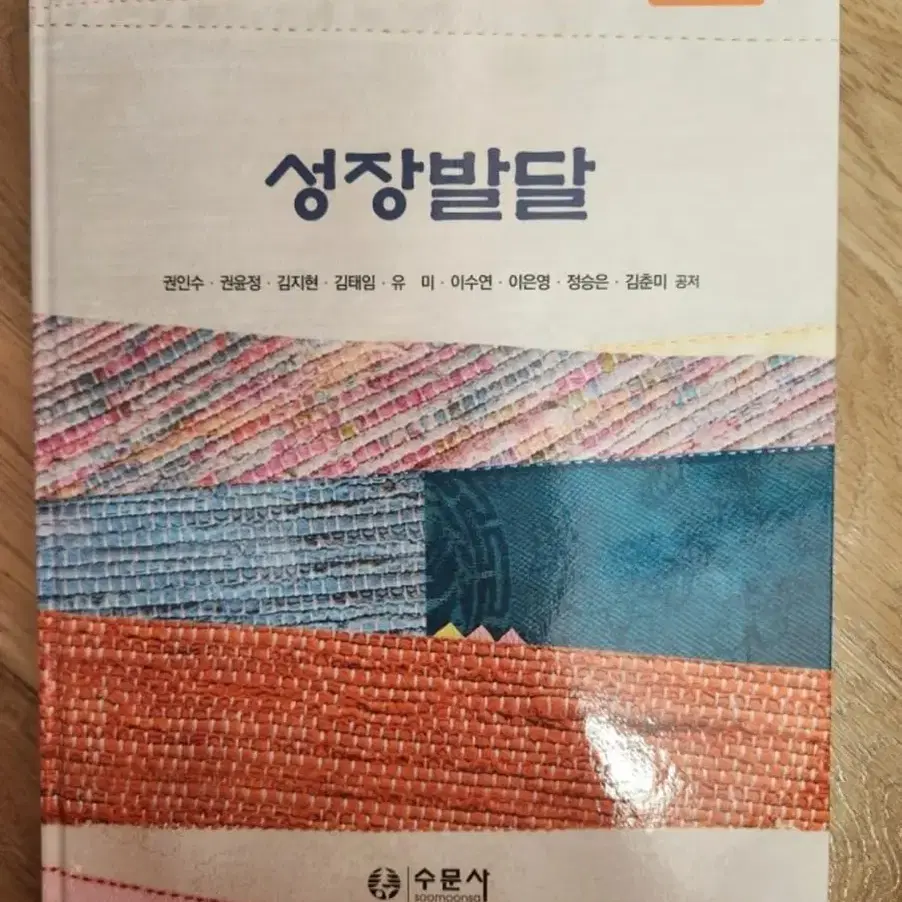 성장발달
권인수 · 권윤정 · 김지현 · 김태임 · 유 미 · 이수연 · 이은영 · 정승은 · 김춘미 공저
수문사
soomoonsa